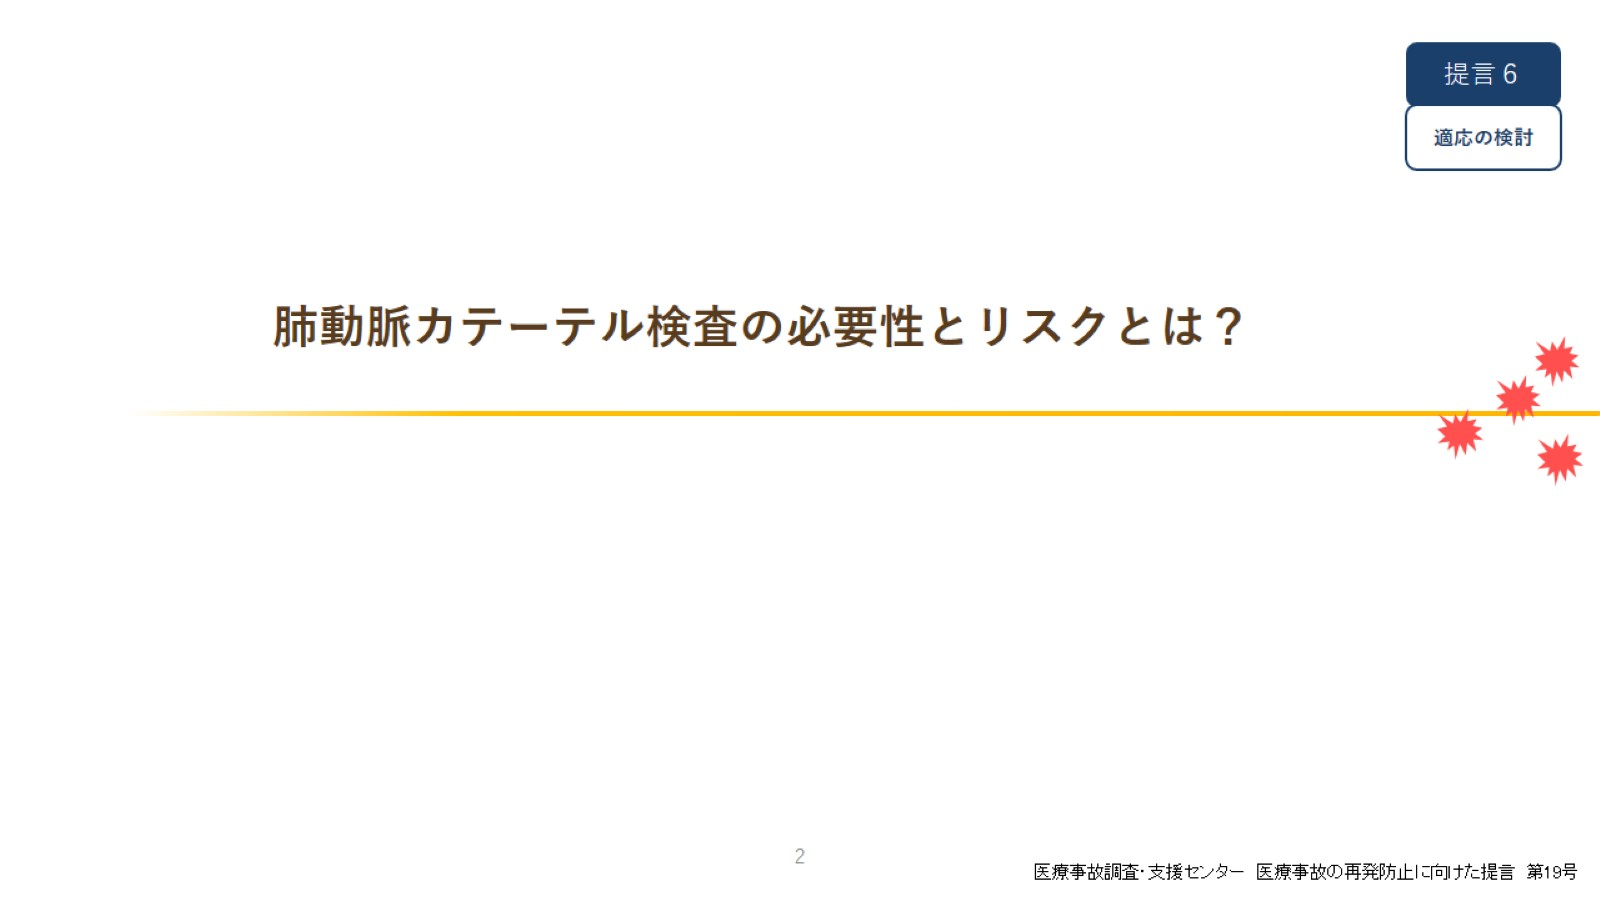 提言６
適応の検討
肺動脈カテーテル検査の必要性とリスクとは？
2
医療事故調査・支援センター　医療事故の再発防止に向けた提言　第19号